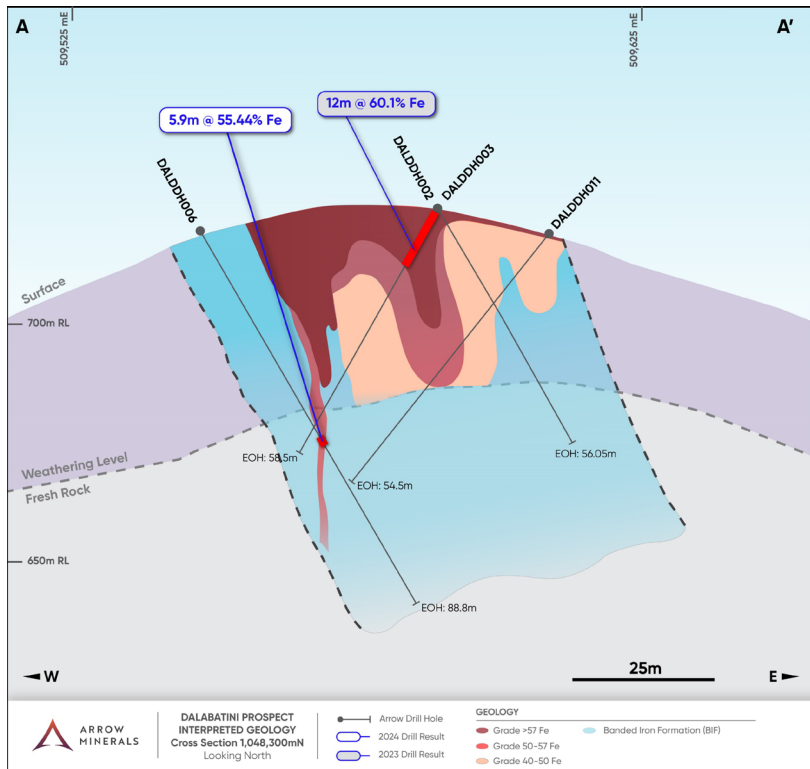 A
A’
509,525 mE
509,625 mE
12m @ 60.1% Fe
5.9m @ 55.44% Fe
DALDDH006
DALDDH002
DALDDH003
DALDDH011
Surface
700m RL
EOH: 58.5m
EOH: 54.5m
EOH: 56.05m
Weathering Level
Fresh Rock
650m RL
EOH: 88.8m
W
25m
E
ARROW
MINERALS
DALABATINI PROSPECT
INTERPRETED GEOLOGY
Cross Section 1,048,300mN
Looking North
Arrow Drill Hole
2024 Drill Result
2023 Drill Result
GEOLOGY
Grade >57 Fe
Grade 50-57 Fe
Grade 40-50 Fe
Banded Iron Formation (BIF)